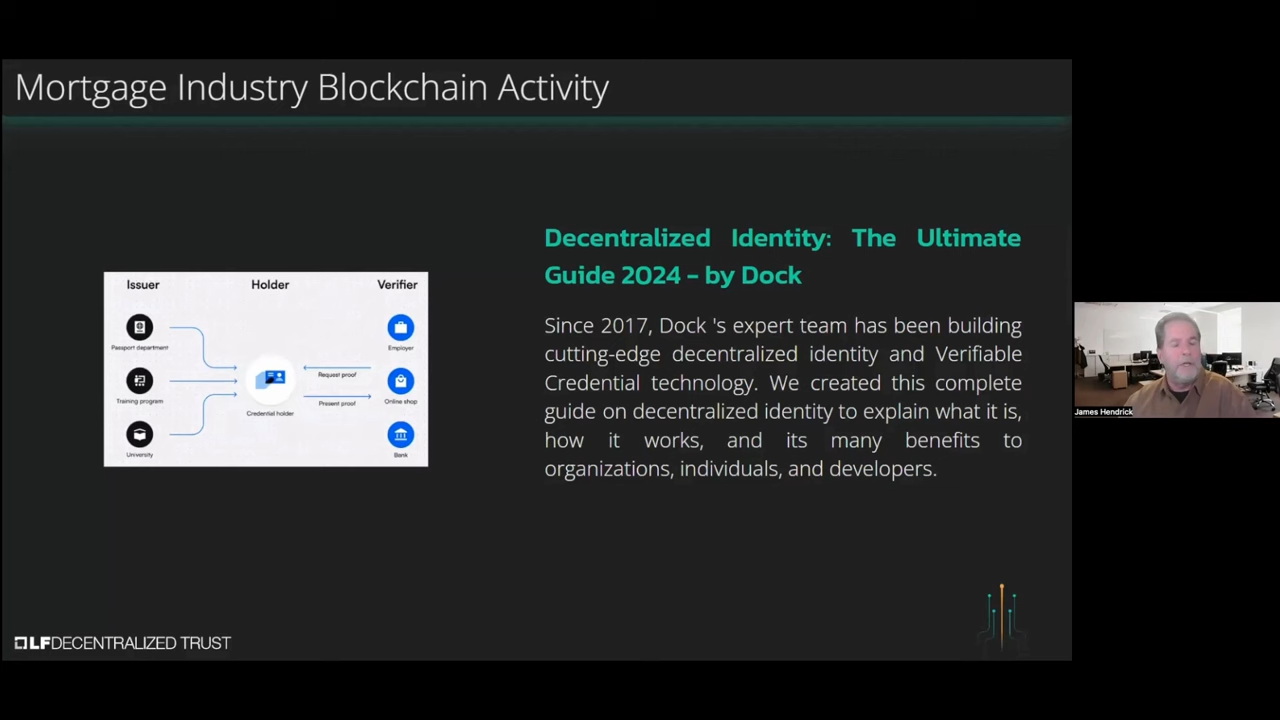 Mortgage Industry Blockchain Activity
Issuer
Holder
Verifier
Passport department
Training program
University
Credential holder
Request proof
Present proof
Employer
Online shop
Bank
Decentralized Identity: The Ultimate
Guide 2024 - by Dock
Since 2017, Dock 's expert team has been building
cutting-edge decentralized identity and Verifiable
Credential technology. We created this complete
guide on decentralized identity to explain what it is,
how it works, and its many benefits to
organizations, individuals, and developers.
James Hendrick
LFDECENTRALIZED TRUST